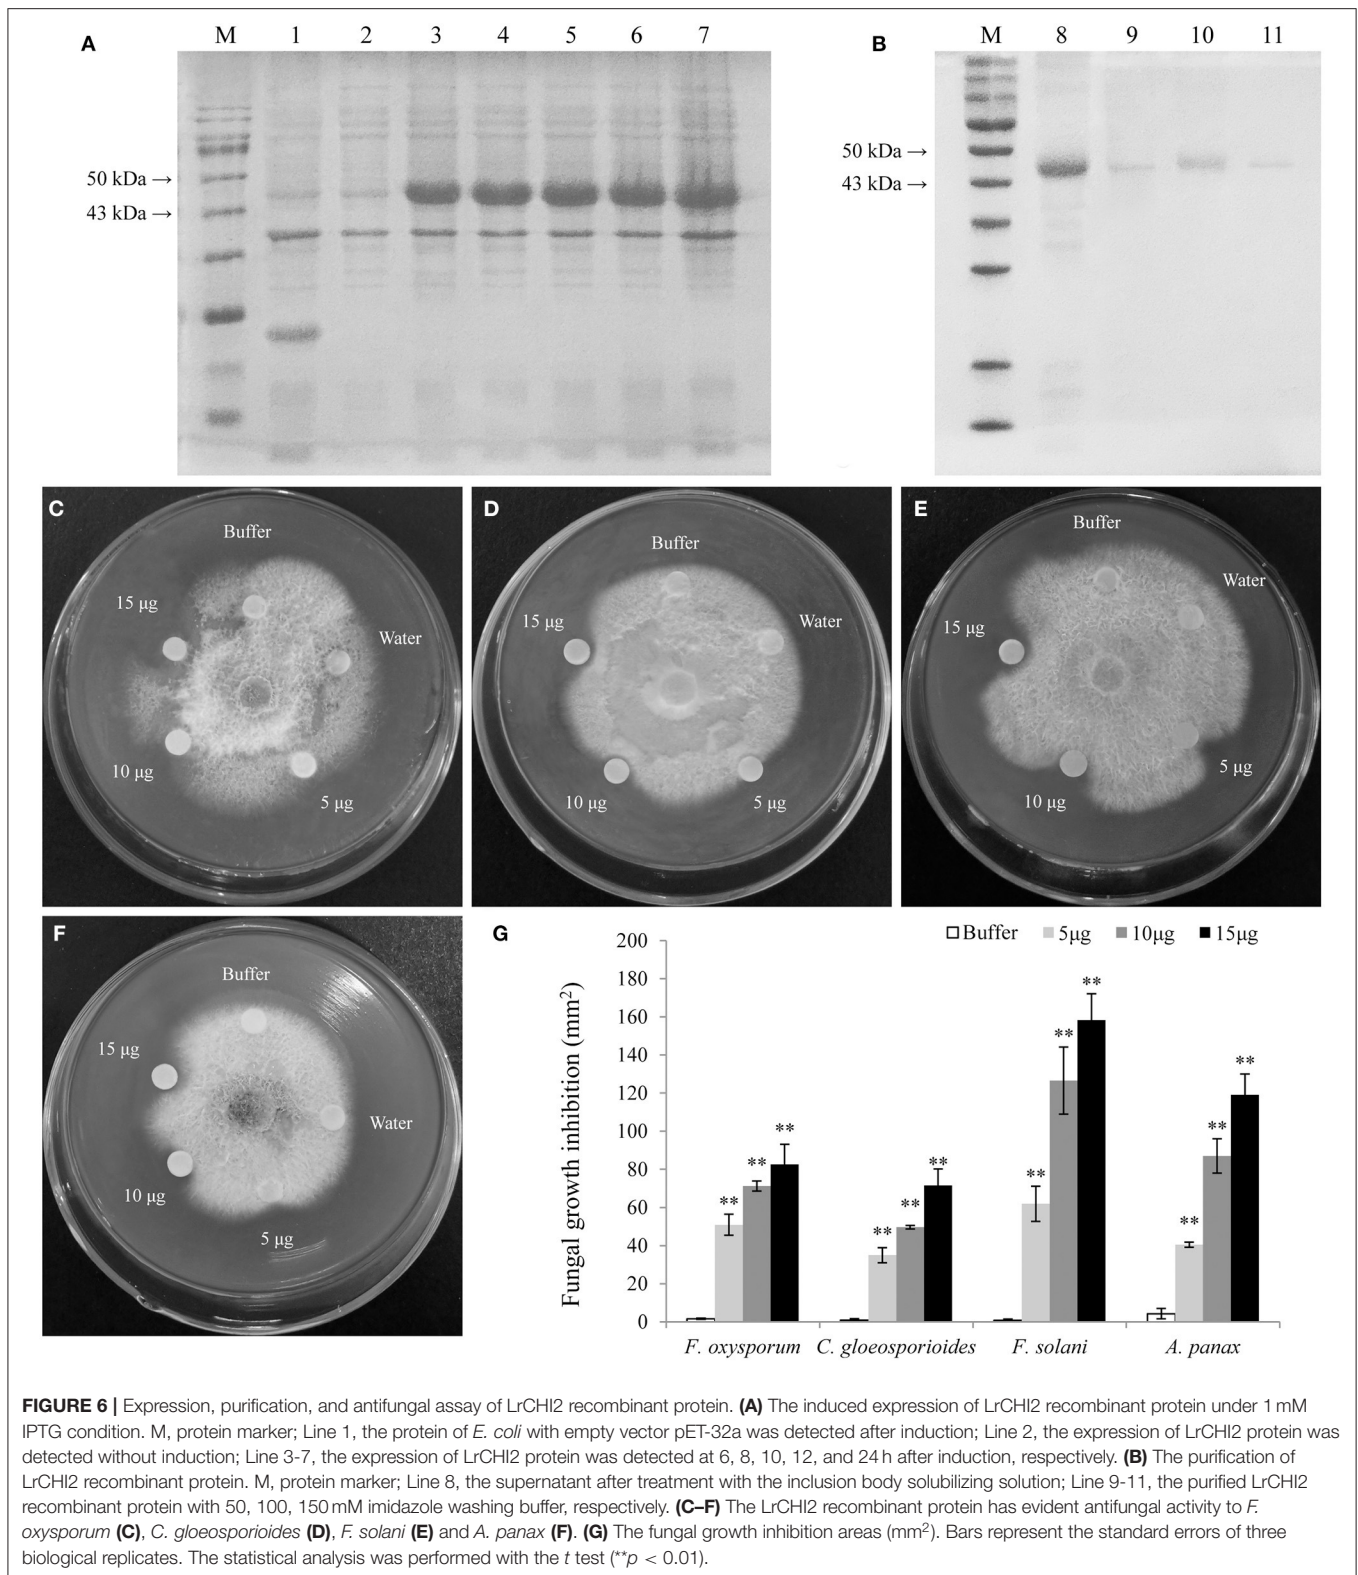 A
M 1 2 3 4 5 6 7
50 kDa →
43 kDa →
B
M 8 9 10 11
50 kDa →
43 kDa →
C
Buffer
15 μg
Water
10 μg
5 μg
D
Buffer
15 μg
Water
10 μg
5 μg
E
Buffer
Water
15 μg
5 μg
10 μg
F
Buffer
15 μg
Water
10 μg
5 μg
G
Buffer 5μg 10μg 15μg
Fungal growth inhibition (mm²)
200
180
160
140
120
100
80
60
40
20
0
** ** **
** ** **
** ** **
** ** **
F. oxysporum C. gloeosporioides F. solani A. panax
FIGURE 6 | Expression, purification, and antifungal assay of LrCHI2 recombinant protein. (A) The induced expression of LrCHI2 recombinant protein under 1 mM
IPTG condition. M, protein marker; Line 1, the protein of E. coli with empty vector pET-32a was detected after induction; Line 2, the expression of LrCHI2 protein was
detected without induction; Line 3-7, the expression of LrCHI2 protein was detected at 6, 8, 10, 12, and 24 h after induction, respectively. (B) The purification of
LrCHI2 recombinant protein. M, protein marker; Line 8, the supernatant after treatment with the inclusion body solubilizing solution; Line 9-11, the purified LrCHI2
recombinant protein with 50, 100, 150 mM imidazole washing buffer, respectively. (C–F) The LrCHI2 recombinant protein has evident antifungal activity to F.
oxysporum (C), C. gloeosporioides (D), F. solani (E) and A. panax (F). (G) The fungal growth inhibition areas (mm²). Bars represent the standard errors of three
biological replicates. The statistical analysis was performed with the t test (**p < 0.01).